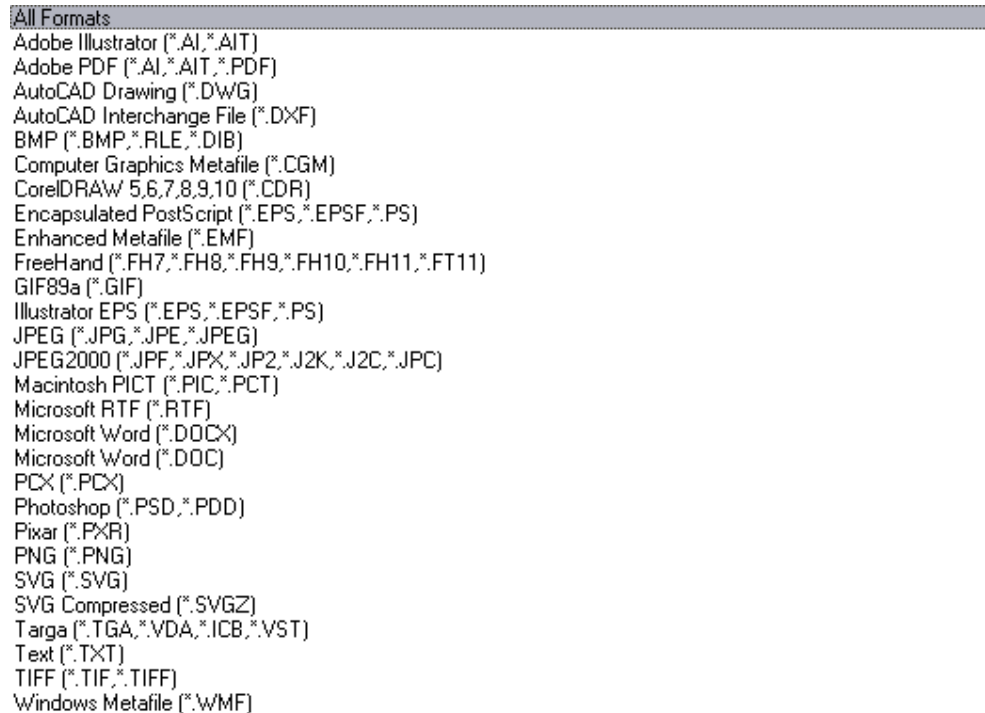 All Formats
Adobe Illustrator (*.AI,*.AIT)
Adobe PDF (*.AI,*.AIT,*.PDF)
AutoCAD Drawing (*.DWG)
AutoCAD Interchange File (*.DXF)
BMP (*.BMP,*.RLE,*.DIB)
Computer Graphics Metafile (*.CGM)
CorelDRAW 5,6,7,8,9,10 (*.CDR)
Encapsulated PostScript (*.EPS,*.EPSF,*.PS)
Enhanced Metafile (*.EMF)
FreeHand (*.FH7,*.FH8,*.FH9,*.FH10,*.FH11,*.FT11)
GIF89a (*.GIF)
Illustrator EPS (*.EPS,*.EPSF,*.PS)
JPEG (*.JPG,*.JPE,*.JPEG)
JPEG2000 (*.JPF,*.JPX,*.JP2,*.J2K,*.J2C,*.JPC)
Macintosh PICT (*.PIC,*.PCT)
Microsoft RTF (*.RTF)
Microsoft Word (*.DOCX)
Microsoft Word (*.DOC)
PCX (*.PCX)
Photoshop (*.PSD,*.PDD)
Pixar (*.PXR)
PNG (*.PNG)
SVG (*.SVG)
SVG Compressed (*.SVGZ)
Targa (*.TGA,*.VDA,*.ICB,*.VST)
Text (*.TXT)
TIFF (*.TIF,*.TIFF)
Windows Metafile (*.WMF)